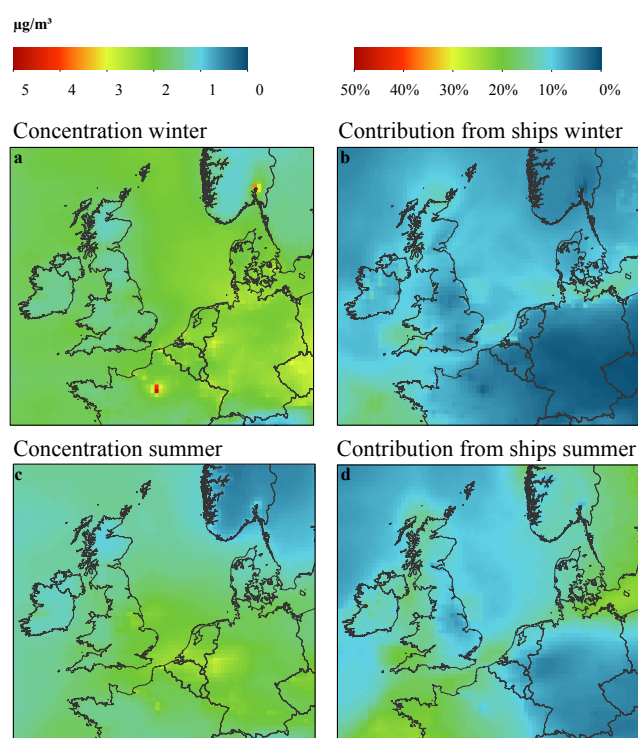 µg/m³
5 4 3 2 1 0
50% 40% 30% 20% 10% 0%
Concentration winter
Contribution from ships winter
a
b
Concentration summer
Contribution from ships summer
c
d